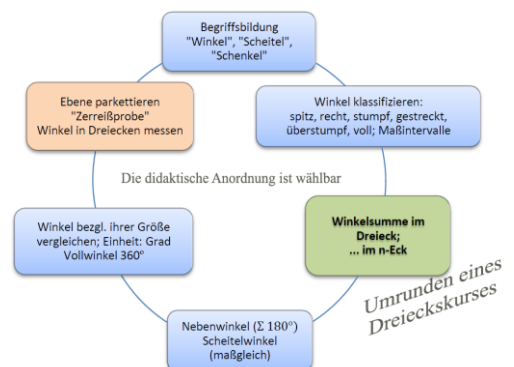 Begriffsbildung
"Winkel", "Scheitel",
"Schenkel"
Ebene parkettieren
"Zerreißprobe"
Winkel in Dreiecken messen
Winkel klassifizieren:
spitz, recht, stumpf, gestreckt,
überstumpf, voll; Maßintervalle
Die didaktische Anordnung ist wählbar
Winkel bezgl. ihrer Größe
vergleichen; Einheit: Grad
Vollwinkel 360°
Winkelsumme im
Dreieck;
... im n-Eck
Umrunden eines
Dreieckskurses
Nebenwinkel (Σ 180°)
Scheitelwinkel
(maßgleich)